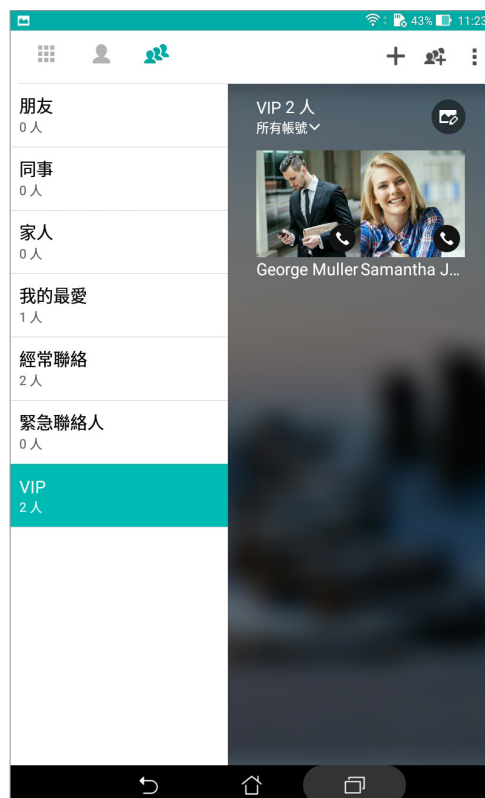 43% 11:23
朋友
0 人
同事
0 人
家人
0 人
我的最愛
1 人
經常聯絡
2 人
緊急聯絡人
0 人
VIP
2 人
VIP 2 人
所有帳號
George Muller Samantha J...